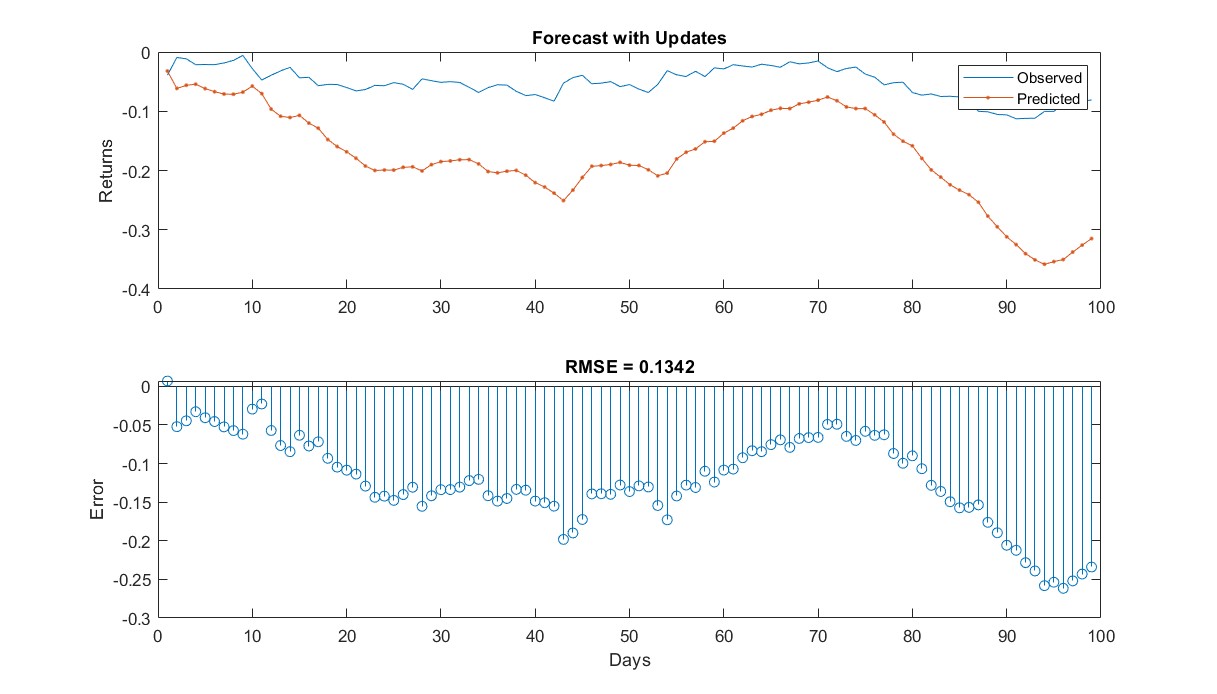 Forecast with Updates
0
-0.1
-0.2
-0.3
-0.4
Returns
Observed
Predicted
0 10 20 30 40 50 60 70 80 90 100
RMSE = 0.1342
0
-0.05
-0.1
-0.15
-0.2
-0.25
-0.3
Error
0 10 20 30 40 50 60 70 80 90 100
Days